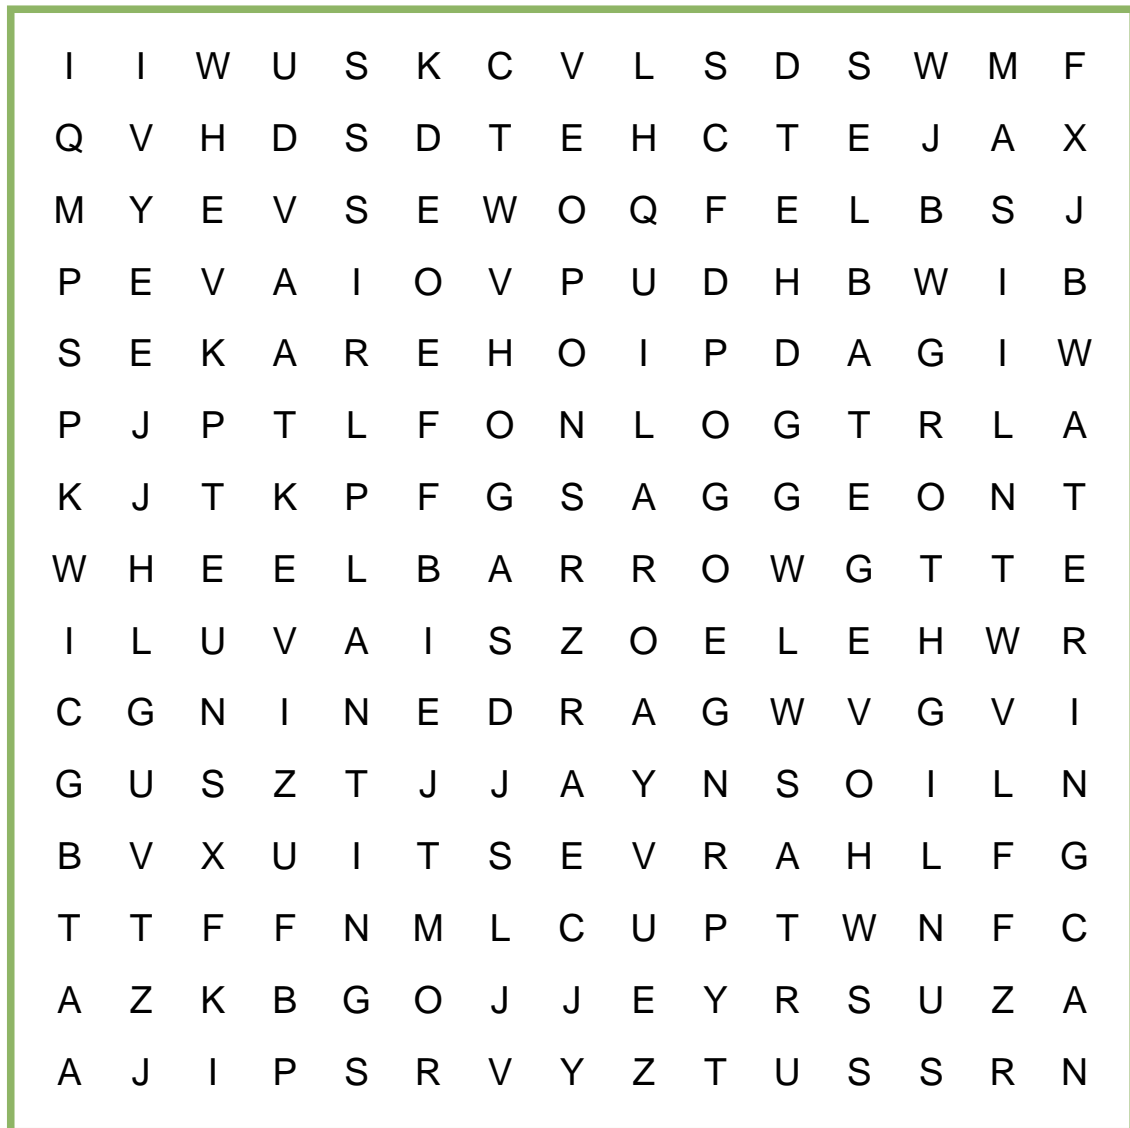 I I W U S K C V L S D S W M F
Q V H D S D T E H C T E J A X
M Y E V S E W O Q F E L B S J
P E V A I O V P U D H B W I B
S E K A R E H O I P D A G I W
P J P T L F O N L O G T R L A
K J T K P F G S A G G E O N T
W H E E L B A R R O W G T T E
I L U V A I S Z O E L E H W R
C G N I N E D R A G W V G V I
G U S Z T J J A Y N S O I L N
B V X U I T S E V R A H L F G
T T F F N M L C U P T W N F C
A Z K B G O J J E Y R S U Z A
A J I P S R V Y Z T U S S R N